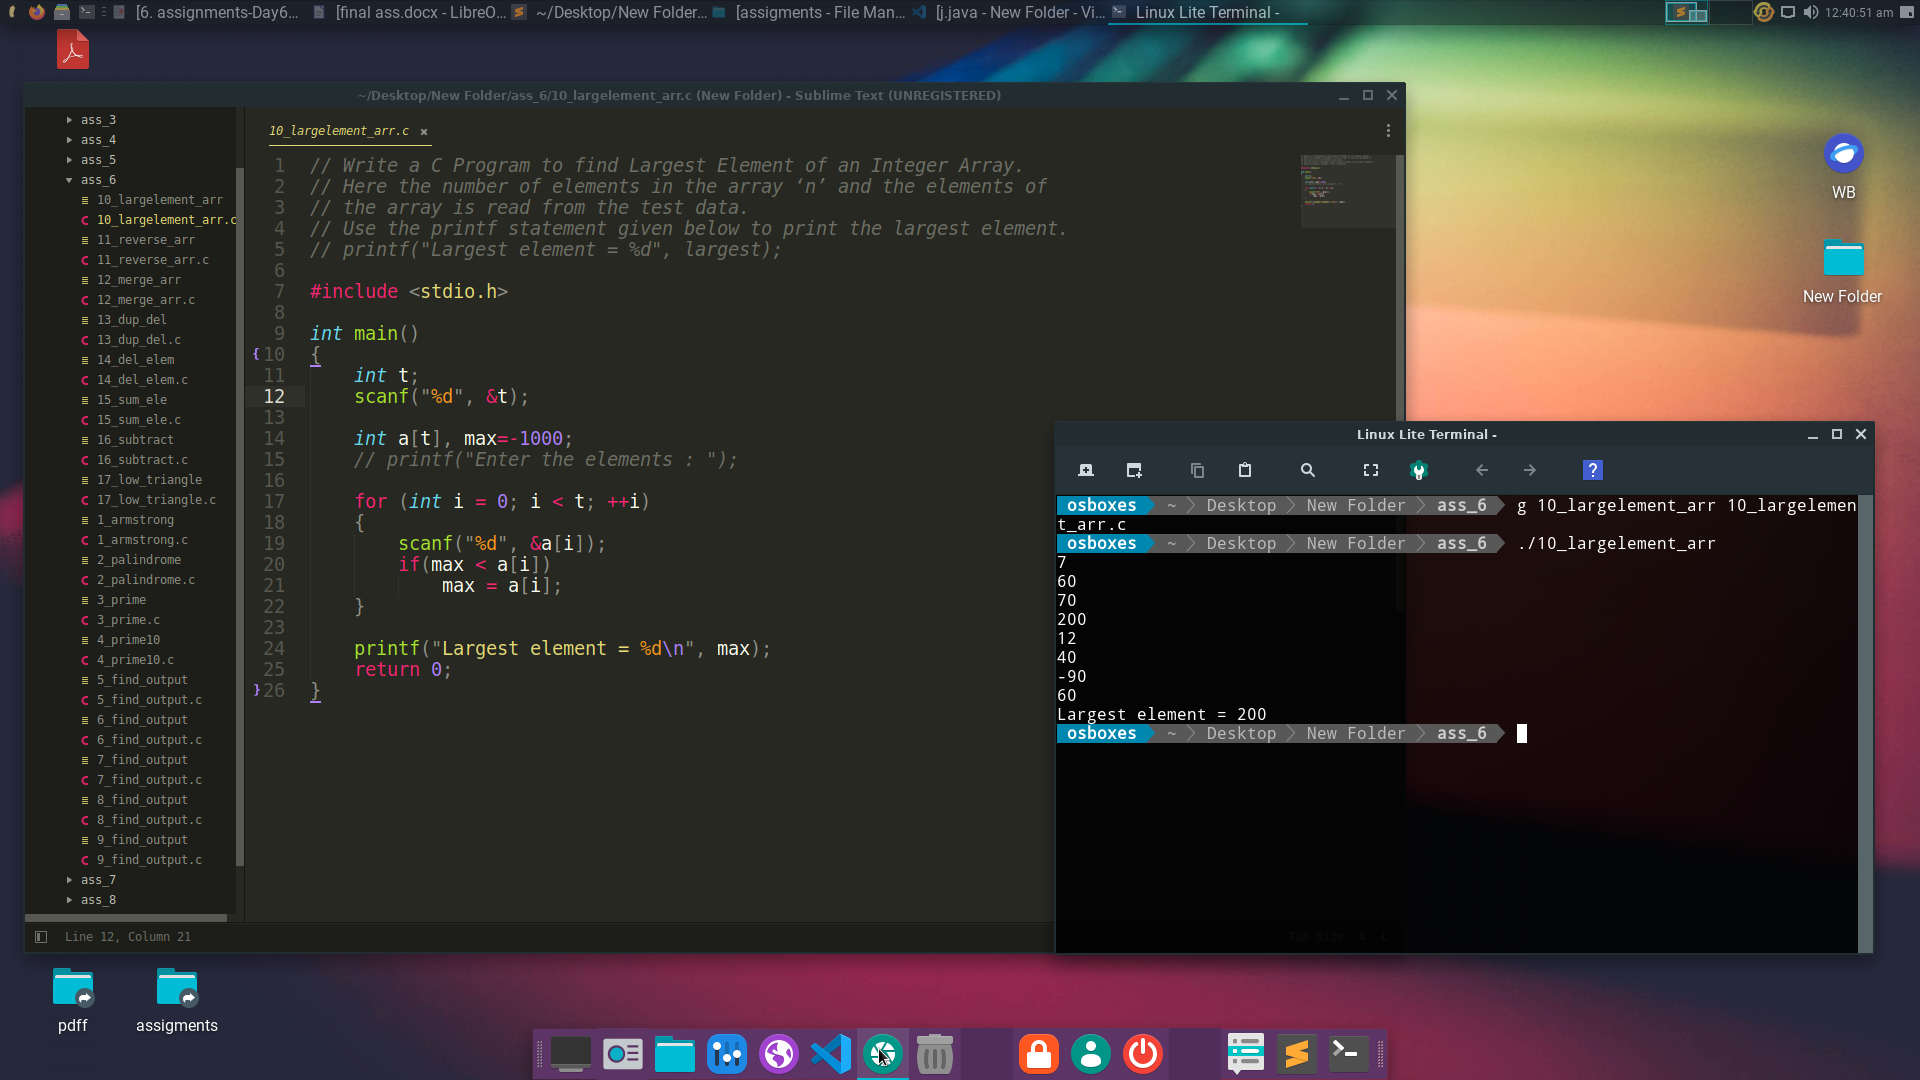 [6. assignments-Day6...
[final ass.docx - LibreO...
~/Desktop/New Folder...
[assigments - File Man...
[j.java - New Folder - Vi...
Linux Lite Terminal -
12:40:51 am
~/Desktop/New Folder/ass_6/10_largelement_arr.c (New Folder) - Sublime Text (UNREGISTERED)
ass_3
ass_4
ass_5
ass_6
10_largelement_arr
10_largelement_arr.c
11_reverse_arr
11_reverse_arr.c
12_merge_arr
12_merge_arr.c
13_dup_del
13_dup_del.c
14_del_elem
14_del_elem.c
15_sum_ele
15_sum_ele.c
16_subtract
16_subtract.c
17_low_triangle
17_low_triangle.c
1_armstrong
1_armstrong.c
2_palindrome
2_palindrome.c
3_prime
3_prime.c
4_prime10
4_prime10.c
5_find_output
5_find_output.c
6_find_output
6_find_output.c
7_find_output
7_find_output.c
8_find_output
8_find_output.c
9_find_output
9_find_output.c
ass_7
ass_8
10_largelement_arr.c ×
1 // Write a C Program to find Largest Element of an Integer Array.
2 // Here the number of elements in the array ‘n’ and the elements of
3 // the array is read from the test data.
4 // Use the printf statement given below to print the largest element.
5 // printf("Largest element = %d", largest);
6
7 #include <stdio.h>
8
9 int main()
10 {
11     int t;
12     scanf("%d", &t);
13
14     int a[t], max=-1000;
15     // printf("Enter the elements : ");
16
17     for (int i = 0; i < t; ++i)
18     {
19         scanf("%d", &a[i]);
20         if(max < a[i])
21             max = a[i];
22     }
23
24     printf("Largest element = %d\n", max);
25     return 0;
26 }
Line 12, Column 21
Tab Size: 4 C
Linux Lite Terminal -
osboxes ~ Desktop New Folder ass_6 g 10_largelement_arr 10_largelemen
t_arr.c
osboxes ~ Desktop New Folder ass_6 ./10_largelement_arr
7
60
70
200
12
40
-90
60
Largest element = 200
osboxes ~ Desktop New Folder ass_6
WB
New Folder
pdff
assigments